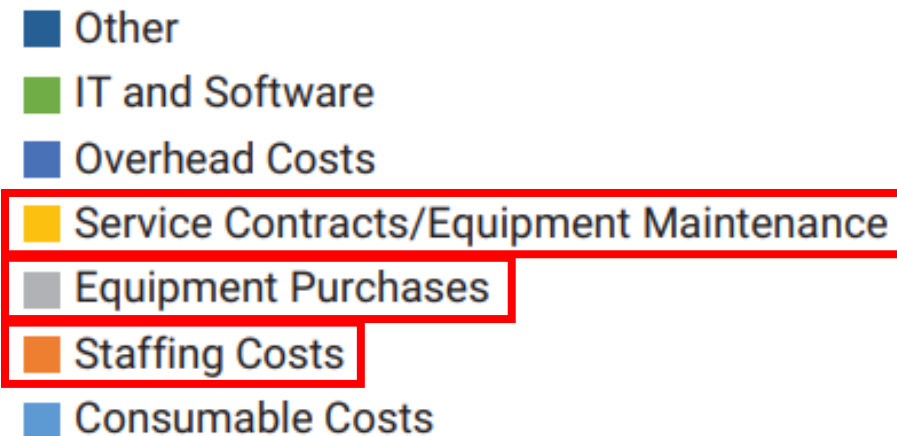 Other
IT and Software
Overhead Costs
Service Contracts/Equipment Maintenance
Equipment Purchases
Staffing Costs
Consumable Costs